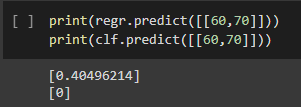 [ ] print(regr.predict([[60,70]]))
print(clf.predict([[60,70]]))
[0.40496214]
[0]